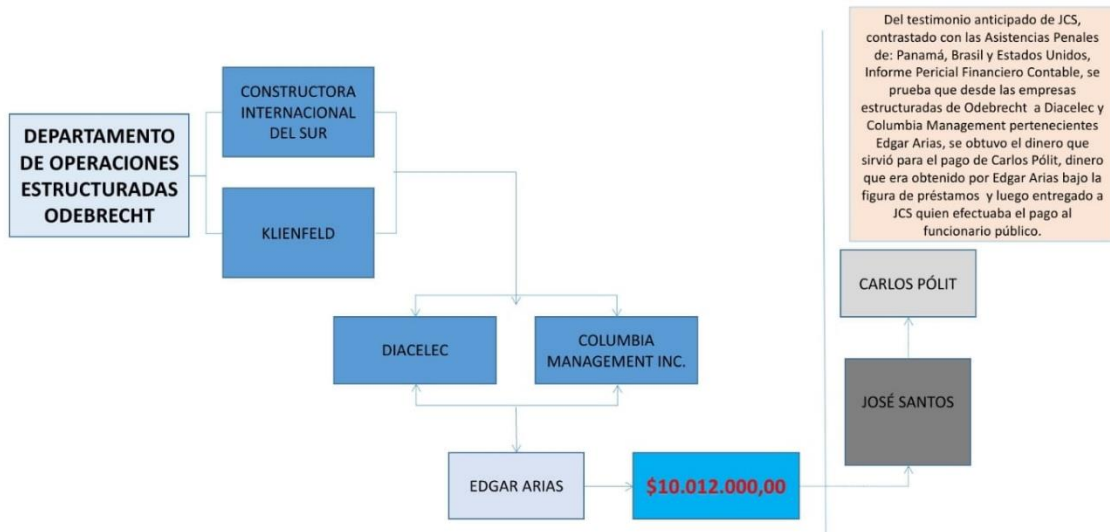 DEPARTAMENTO
DE OPERACIONES
ESTRUCTURADAS
ODEBRECHT
CONSTRUCTORA
INTERNACIONAL
DEL SUR
KLIENFELD
DIACELEC
COLUMBIA
MANAGEMENT INC.
EDGAR ARIAS
$10.012.000,00
Del testimonio anticipado de JCS,
contrastado con las Asistencias Penales
de: Panamá, Brasil y Estados Unidos,
Informe Pericial Financiero Contable, se
prueba que desde las empresas
estructuradas de Odebrecht a Diacelec y
Columbia Management pertenecientes
Edgar Arias, se obtuvo el dinero que
sirvió para el pago de Carlos Pólit, dinero
que era obtenido por Edgar Arias bajo la
figura de préstamos y luego entregado a
JCS quien efectuaba el pago al
funcionario público.
CARLOS PÓLIT
JOSÉ SANTOS